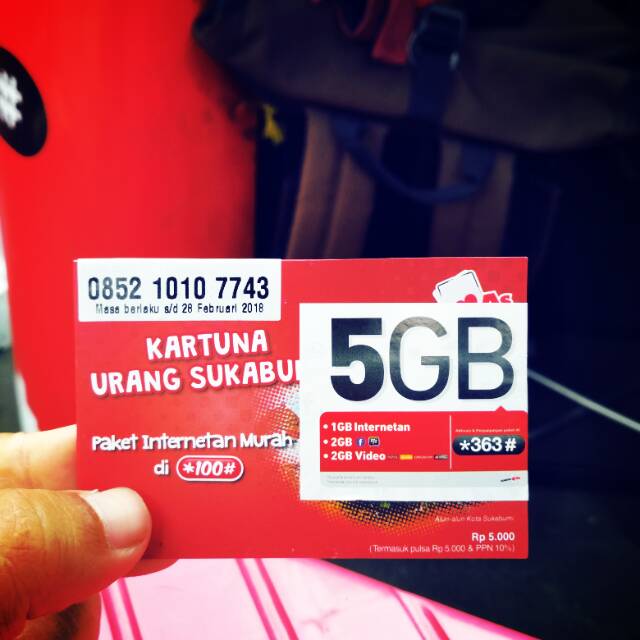 #
0852 1010 7743
Masa berlaku s/d 28 Februari 2018
AS
KARTUNA
URANG SUKABU
5GB
• 1GB Internetan
• 2GB f
• 2GB Video
*363#
Paket Internetan Murah
di *100#
Alun-alun Kota Sukabumi
Rp 5.000
(Termasuk pulsa Rp 5.000 & PPN 10%)